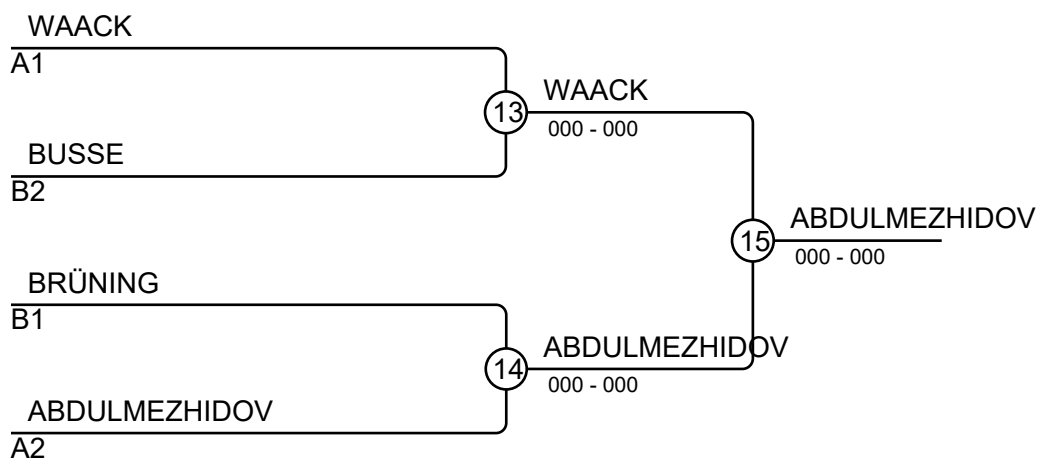 WAACK
A1
13
WAACK
000 - 000
BUSSE
B2
15
ABDULMEZHIDOV
000 - 000
BRÜNING
B1
14
ABDULMEZHIDOV
000 - 000
ABDULMEZHIDOV
A2